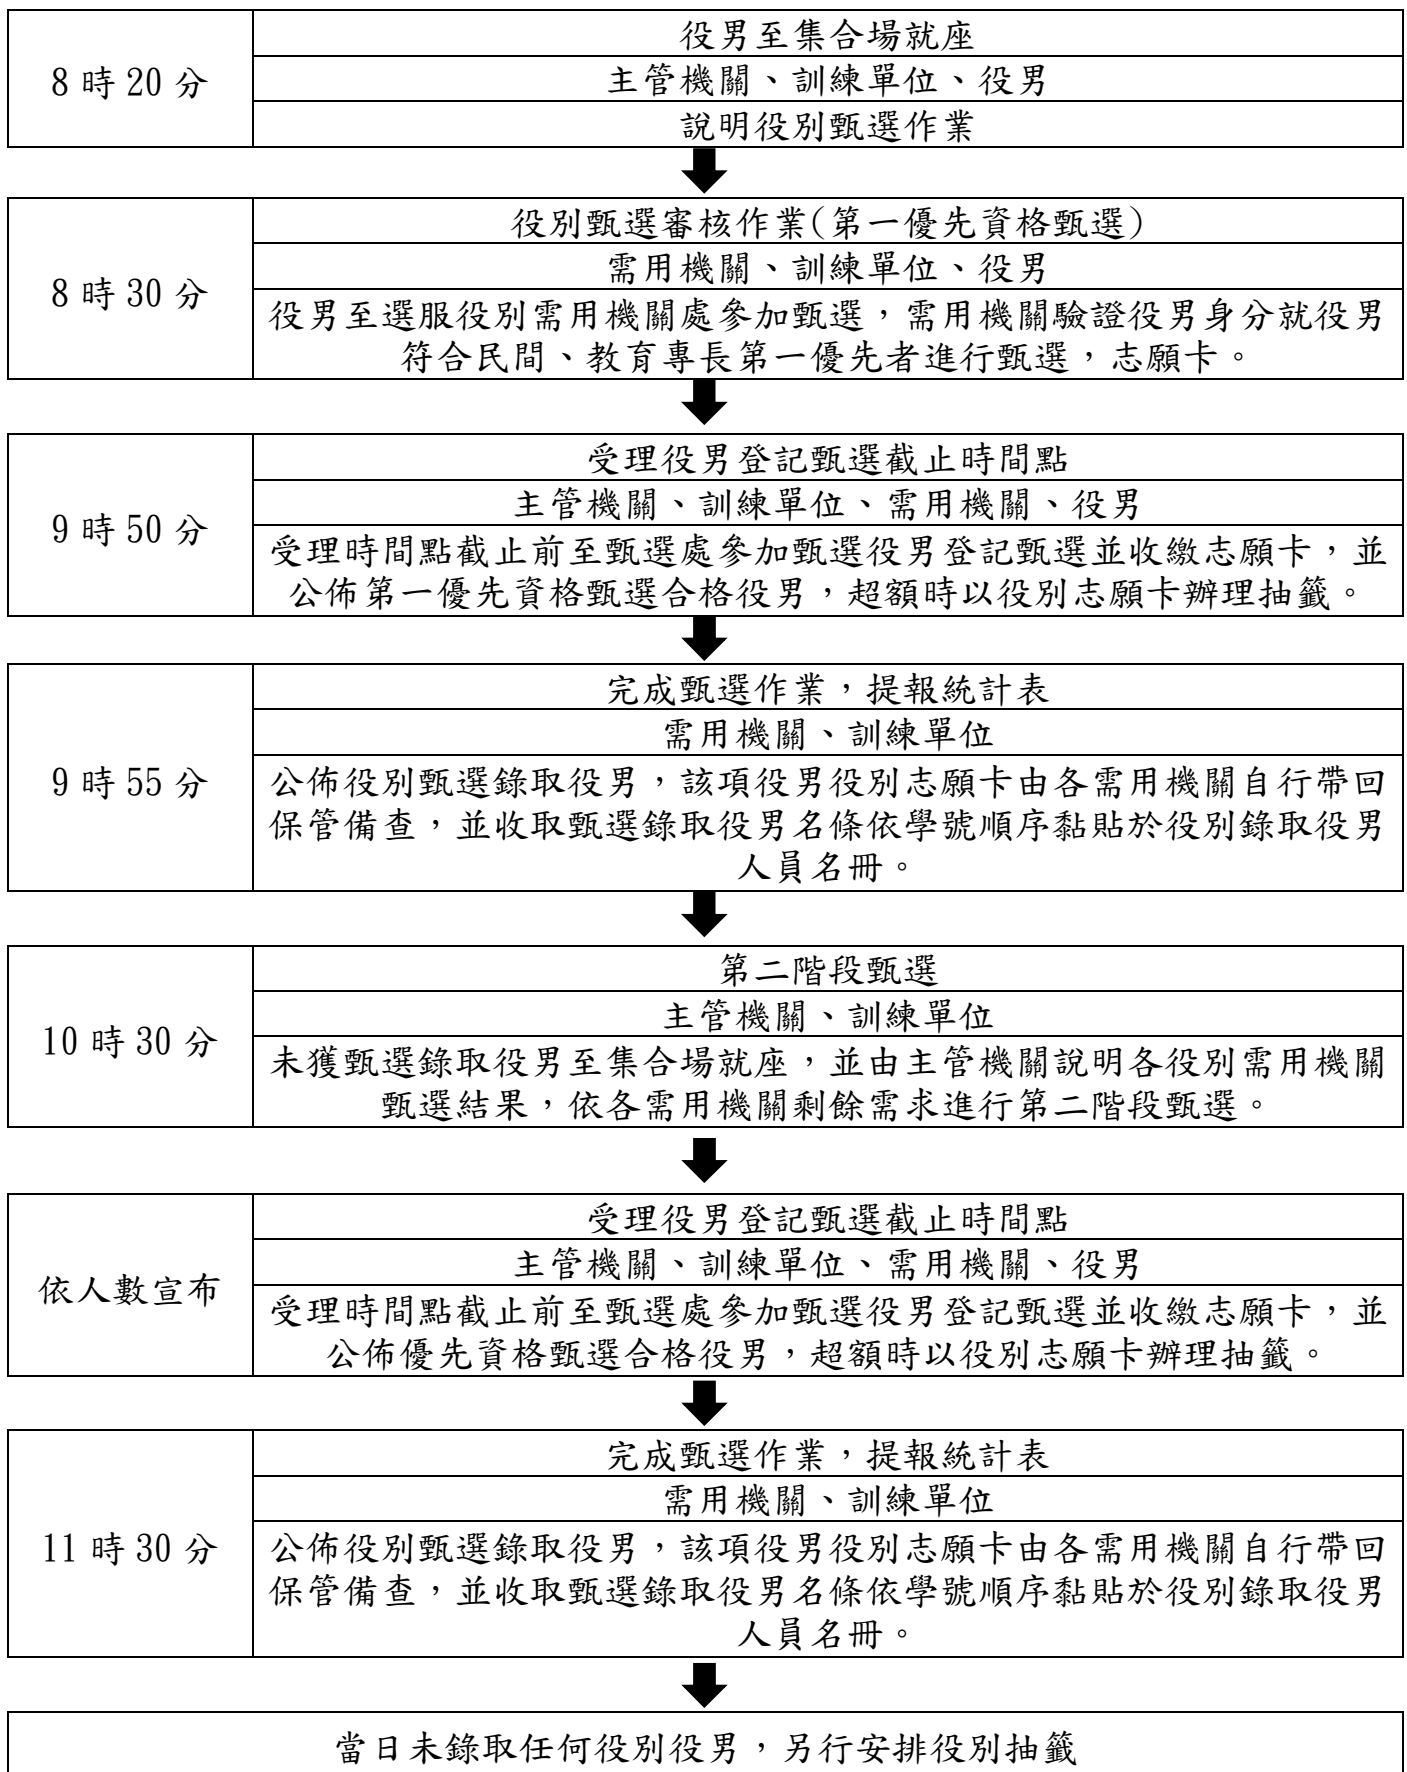 8 時 20 分
役男至集合場就座
主管機關、訓練單位、役男
說明役別甄選作業
8 時 30 分
役別甄選審核作業(第一優先資格甄選)
需用機關、訓練單位、役男
役男至選服役別需用機關處參加甄選，需用機關驗證役男身分就役男
符合民間、教育專長第一優先者進行甄選，志願卡。
9 時 50 分
受理役男登記甄選截止時間點
主管機關、訓練單位、需用機關、役男
受理時間點截止前至甄選處參加甄選役男登記甄選並收繳志願卡，並
公佈第一優先資格甄選合格役男，超額時以役別志願卡辦理抽籤。
9 時 55 分
完成甄選作業，提報統計表
需用機關、訓練單位
公佈役別甄選錄取役男，該項役男役別志願卡由各需用機關自行帶回
保管備查，並收取甄選錄取役男名條依學號順序黏貼於役別錄取役男
人員名冊。
10 時 30 分
第二階段甄選
主管機關、訓練單位
未獲甄選錄取役男至集合場就座，並由主管機關說明各役別需用機關
甄選結果，依各需用機關剩餘需求進行第二階段甄選。
依人數宣布
受理役男登記甄選截止時間點
主管機關、訓練單位、需用機關、役男
受理時間點截止前至甄選處參加甄選役男登記甄選並收繳志願卡，並
公佈優先資格甄選合格役男，超額時以役別志願卡辦理抽籤。
11 時 30 分
完成甄選作業，提報統計表
需用機關、訓練單位
公佈役別甄選錄取役男，該項役男役別志願卡由各需用機關自行帶回
保管備查，並收取甄選錄取役男名條依學號順序黏貼於役別錄取役男
人員名冊。
當日未錄取任何役別役男，另行安排役別抽籤